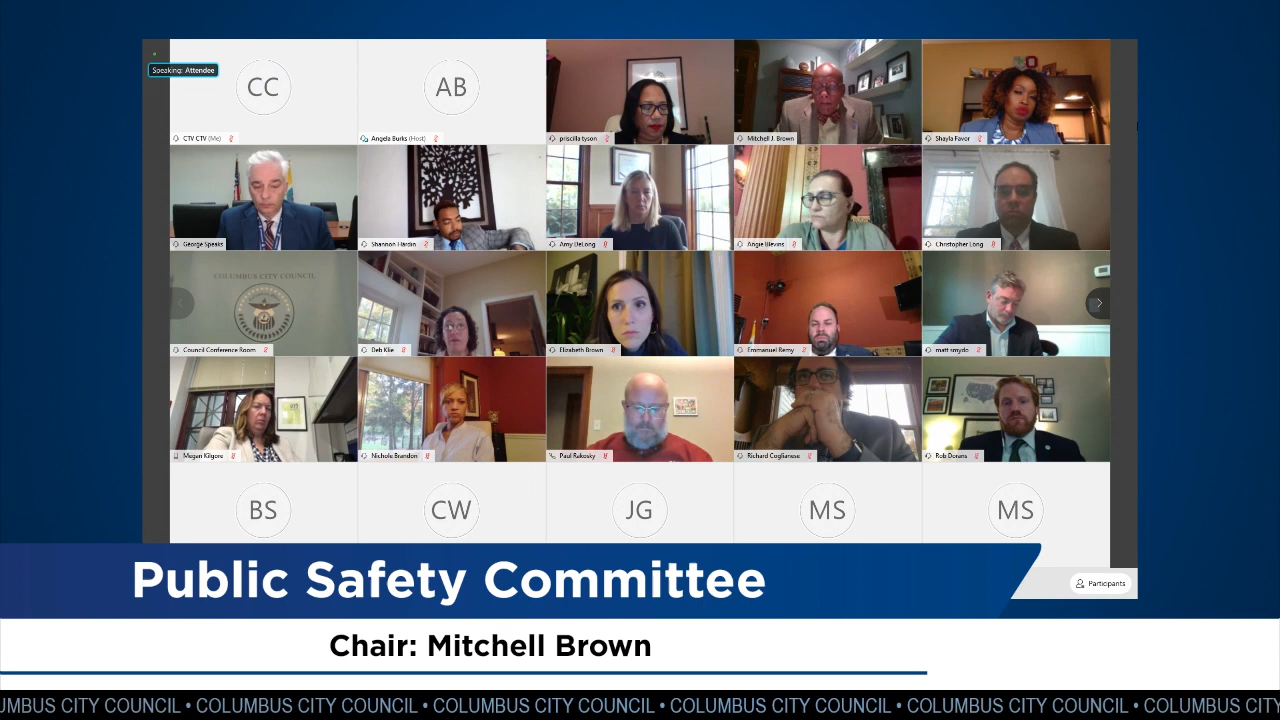 Speaking: Attendee
CC
AB
CTV CTV (Me)
Angela Burks (Host)
priscilla tyson
Mitchell J. Brown
Shayla Favor
George Speaks
Shannon Hardin
Amy DeLong
Angie Blevins
Christopher Long
COLUMBUS CITY COUNCIL
Council Conference Room
Deb Klie
Elizabeth Brown
Emmanuel Remy
matt smydo
Megan Kilgore
Nichole Brandon
Paul Rakosky
Richard Coglianese
Rob Dorans
BS
CW
JG
MS
MS
Participants
Public Safety Committee
Chair: Mitchell Brown
UMBUS CITY COUNCIL • COLUMBUS CITY COUNCIL • COLUMBUS CITY COUNCIL • COLUMBUS CITY COUNCIL • COLUMBUS CITY COUNCIL • COLUMBUS CITY